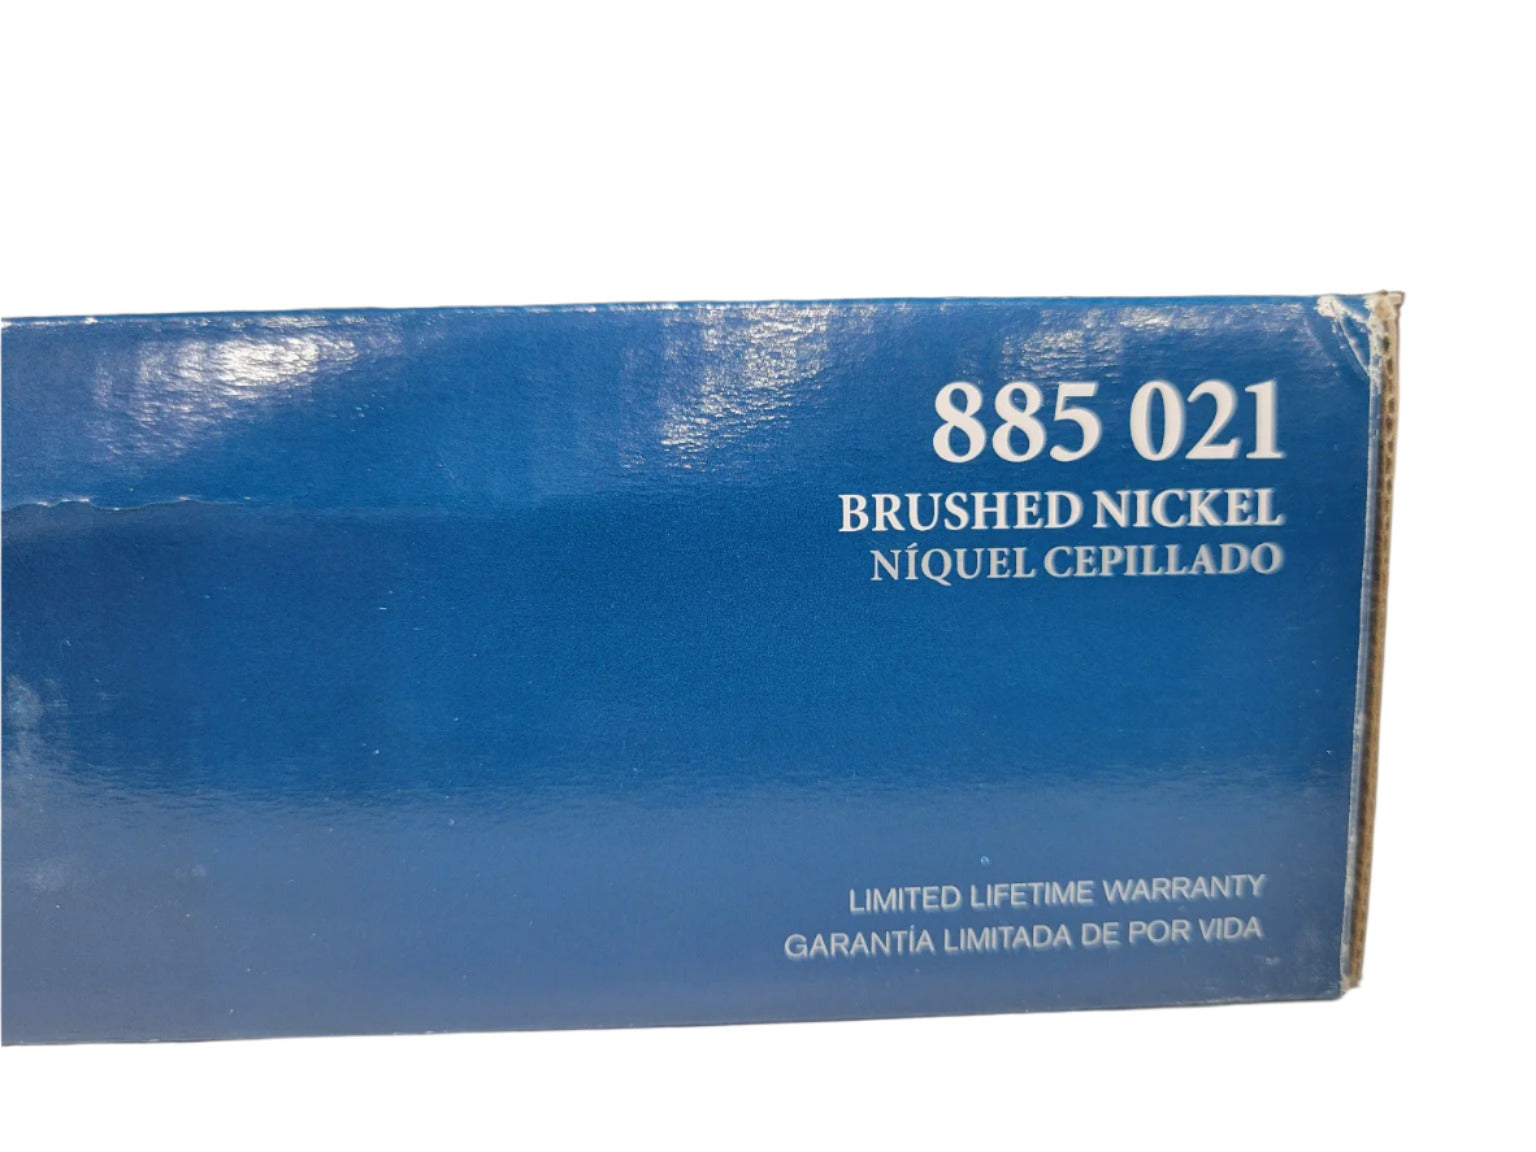 885 021
BRUSHED NICKEL
NÍQUEL CEPILLADO
LIMITED LIFETIME WARRANTY
GARANTÍA LIMITADA DE POR VIDA